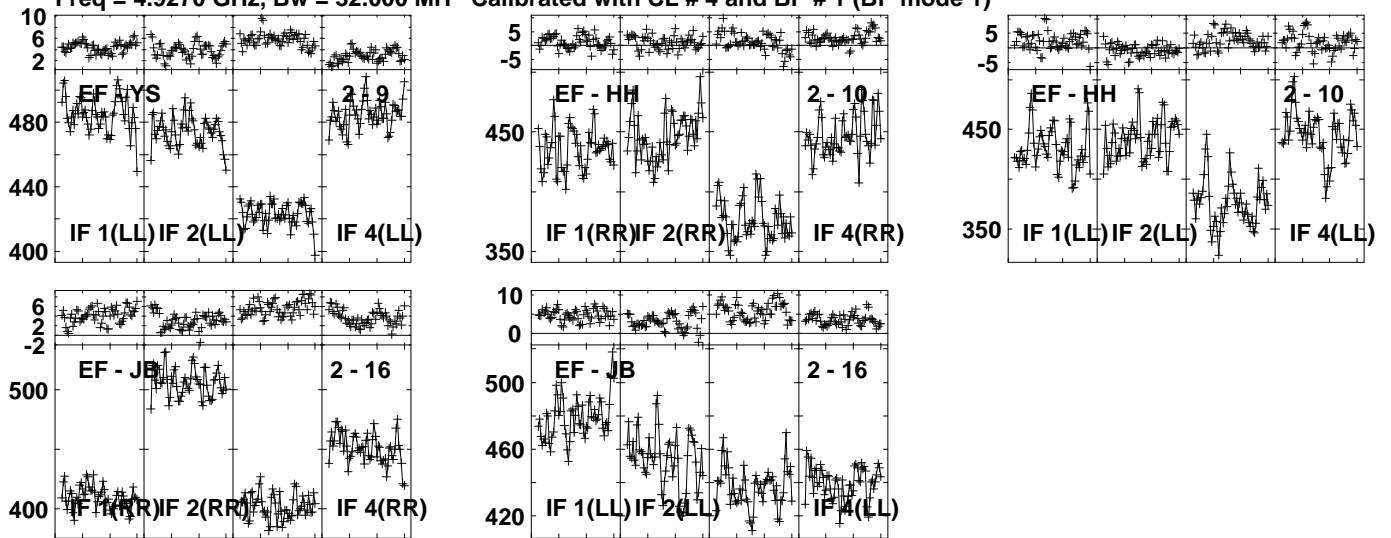 Freq = 4.9270 GHz, Bw = 32.000 MH Calibrated with CL # 4 and BP # 1 (BP mode 1)
10
6
2
EF - YS 2 - 9
480
440
400
IF 1(LL) IF 2(LL) IF 4(LL)
5
-5
EF - HH 2 - 10
450
350
IF 1(RR) IF 2(RR) IF 4(RR)
5
-5
EF - HH 2 - 10
450
350
IF 1(LL) IF 2(LL) IF 4(LL)
6
2
-2
EF - JB 2 - 16
500
400
IF 1(RR) IF 2(RR) IF 4(RR)
10
0
EF - JB 2 - 16
500
460
420
IF 1(LL) IF 2(LL) IF 4(LL)